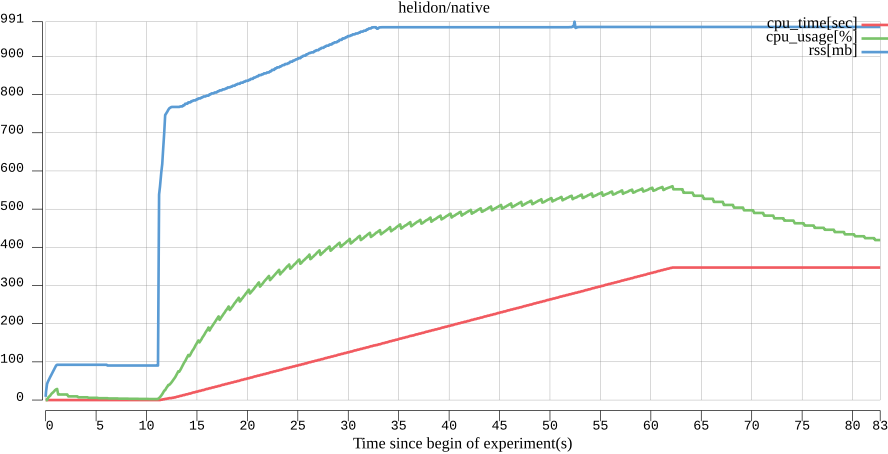 helidon/native
991
cpu_time[sec]
cpu_usage[%]
rss[mb]
900
800
700
600
500
400
300
200
100
0
0 5 10 15 20 25 30 35 40 45 50 55 60 65 70 75 80 83
Time since begin of experiment(s)